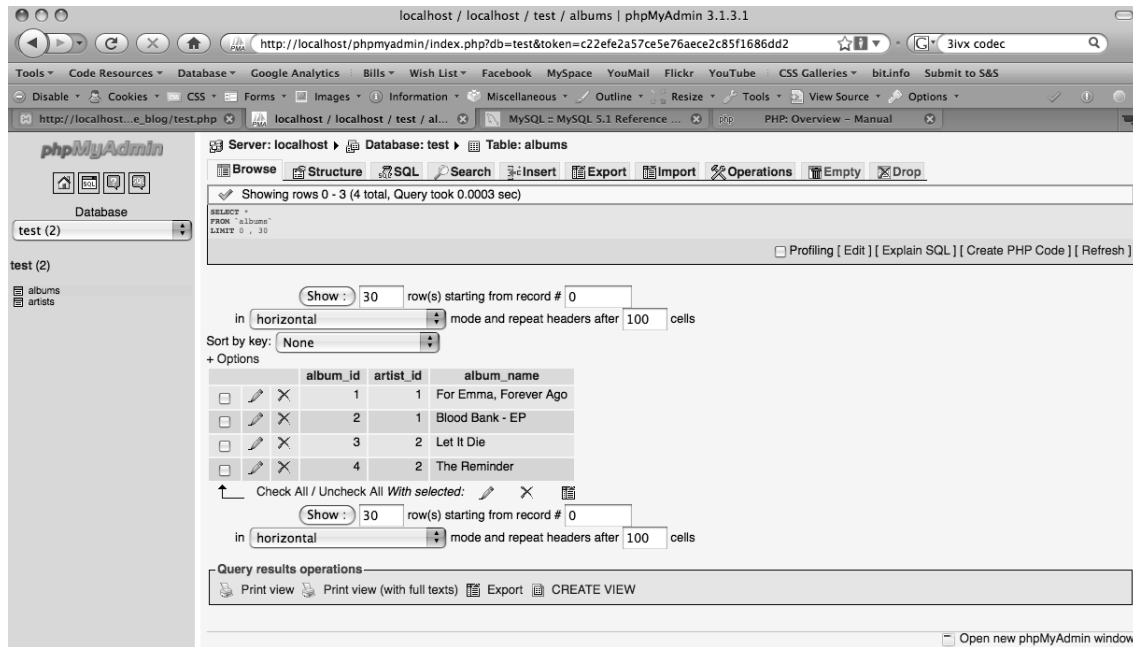 localhost / localhost / test / albums | phpMyAdmin 3.1.3.1
http://localhost/phpmyadmin/index.php?db=test&token=c22efe2a57ce5e76aece2c85f1686dd2 3ivx codec
Tools Code Resources Database Google Analytics Bills Wish List Facebook MySpace YouMail Flickr YouTube CSS Galleries bit.info Submit to S&S
Disable Cookies CSS Forms Images Information Miscellaneous Outline Resize Tools View Source Options
http://localhost...e_blog/test.php localhost / localhost / test / al... MySQL :: MySQL 5.1 Reference ... php PHP: Overview – Manual
phpMyAdmin
SQL
Database
test (2)
test (2)
albums
artists
Server: localhost Database: test Table: albums
Browse Structure SQL Search Insert Export Import Operations Empty Drop
Showing rows 0 - 3 (4 total, Query took 0.0003 sec)
SELECT *
FROM `albums`
LIMIT 0 , 30
Profiling [ Edit ] [ Explain SQL ] [ Create PHP Code ] [ Refresh ]
Show : 30 row(s) starting from record # 0
in horizontal mode and repeat headers after 100 cells
Sort by key: None
+ Options
album_id artist_id album_name
1 1 For Emma, Forever Ago
2 1 Blood Bank - EP
3 2 Let It Die
4 2 The Reminder
Check All / Uncheck All With selected:
Show : 30 row(s) starting from record # 0
in horizontal mode and repeat headers after 100 cells
Query results operations
Print view Print view (with full texts) Export CREATE VIEW
Open new phpMyAdmin window